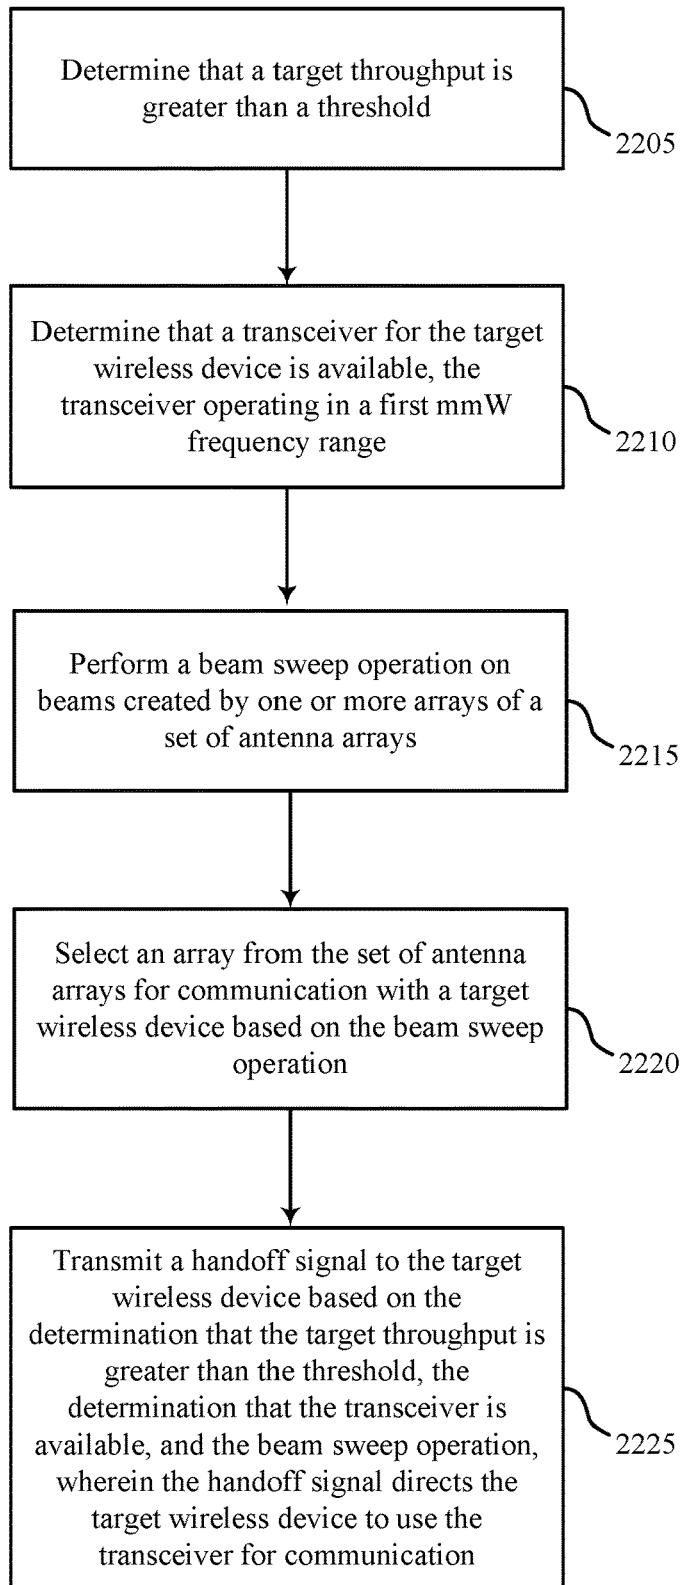 Determine that a target throughput is
greater than a threshold
2205
Determine that a transceiver for the target
wireless device is available, the
transceiver operating in a first mmW
frequency range
2210
Perform a beam sweep operation on
beams created by one or more arrays of a
set of antenna arrays
2215
Select an array from the set of antenna
arrays for communication with a target
wireless device based on the beam sweep
operation
2220
Transmit a handoff signal to the target
wireless device based on the
determination that the target throughput is
greater than the threshold, the
determination that the transceiver is
available, and the beam sweep operation,
wherein the handoff signal directs the
target wireless device to use the
transceiver for communication
2225